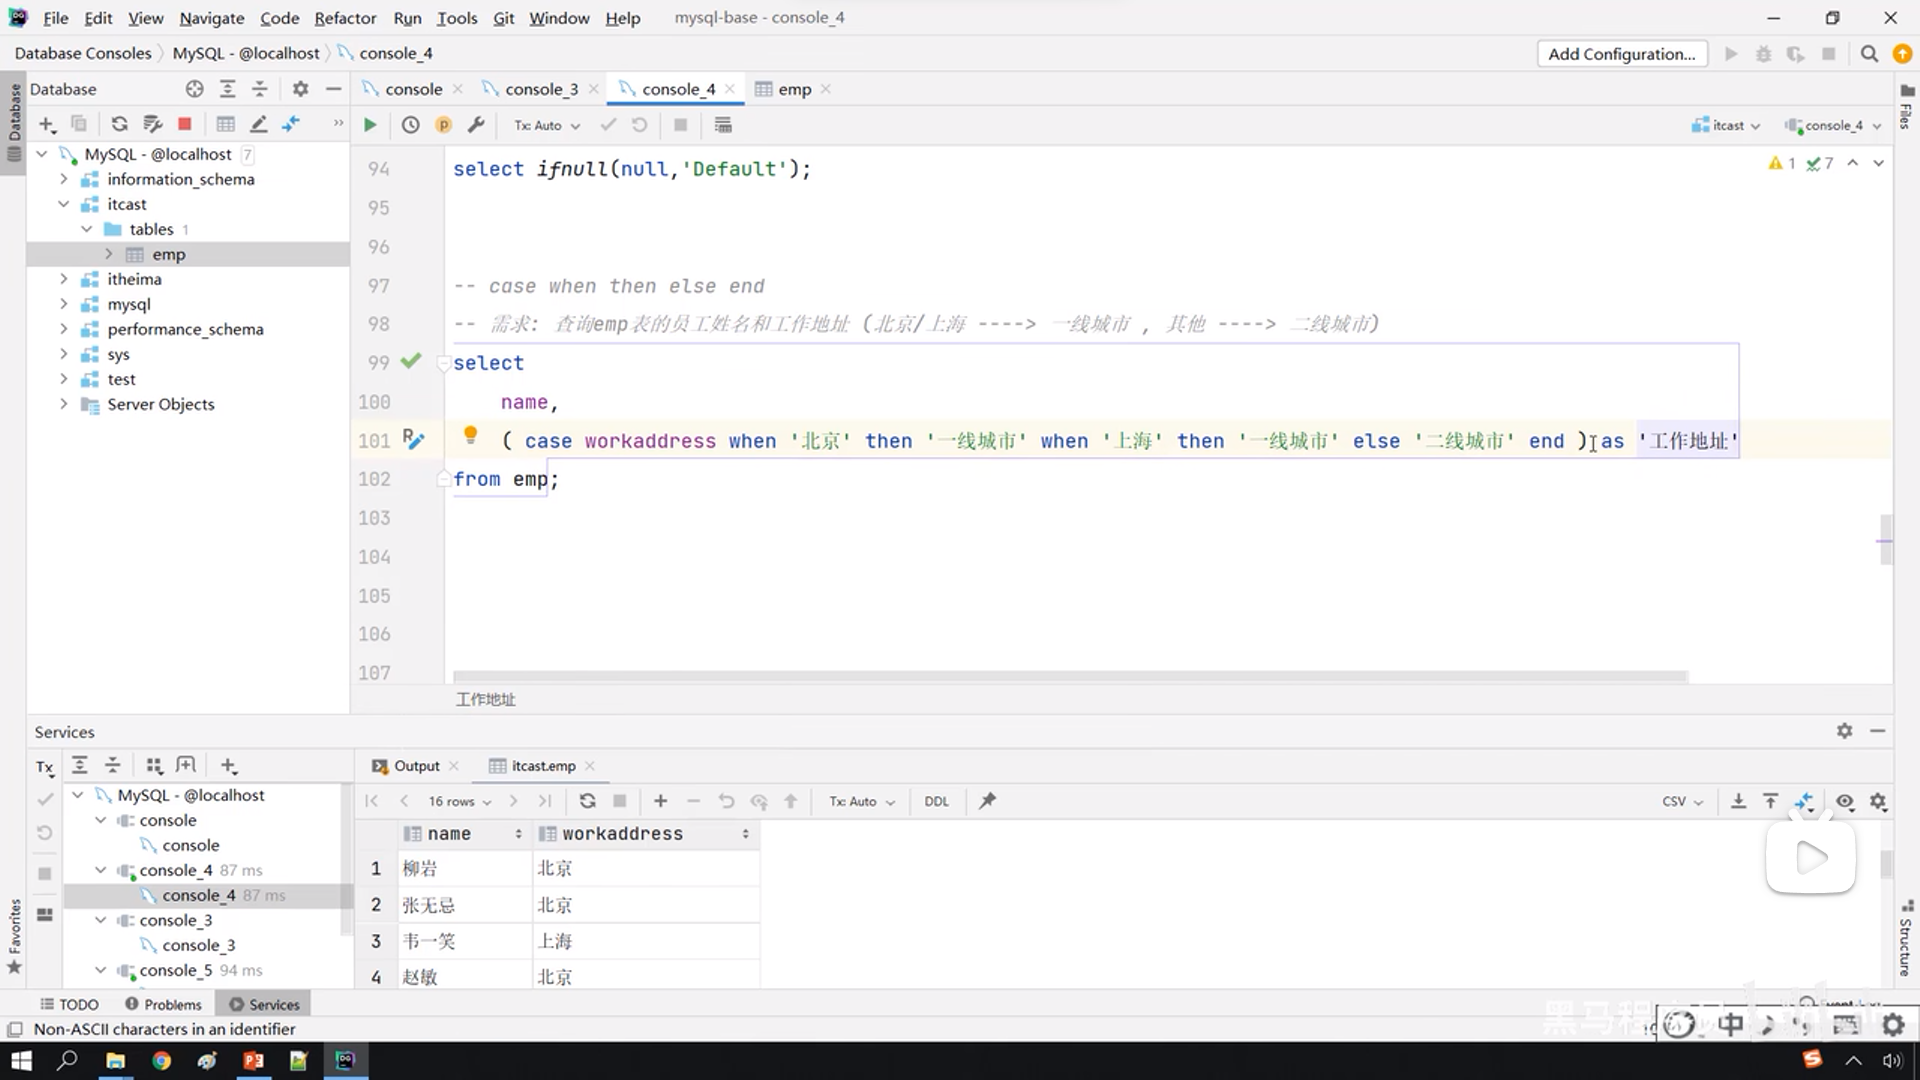 File Edit View Navigate Code Refactor Run Tools Git Window Help mysql-base - console_4
Database Consoles MySQL - @localhost console_4 Add Configuration...
Database console console_3 console_4 emp
Tx: Auto itcast console_4
MySQL - @localhost 7
information_schema
itcast
tables 1
emp
itheima
mysql
performance_schema
sys
test
Server Objects
Database
Files
1 7
94 select ifnull(null,'Default');
95
96
97 -- case when then else end
98 -- 需求: 查询emp表的员工姓名和工作地址 (北京/上海 ----> 一线城市 , 其他 ----> 二线城市)
99 select
100 name,
101 ( case workaddress when '北京' then '一线城市' when '上海' then '一线城市' else '二线城市' end ) as '工作地址'
102 from emp;
103
104
105
106
107
工作地址
Services
Tx
MySQL - @localhost
console
console
console_4 87 ms
console_4 87 ms
console_3
console_3
console_5 94 ms
Output itcast.emp
16 rows Tx: Auto DDL CSV
name workaddress
1 柳岩 北京
2 张无忌 北京
3 韦一笑 上海
4 赵敏 北京
Favorites
Structure
TODO Problems Services
Non-ASCII characters in an identifier
中